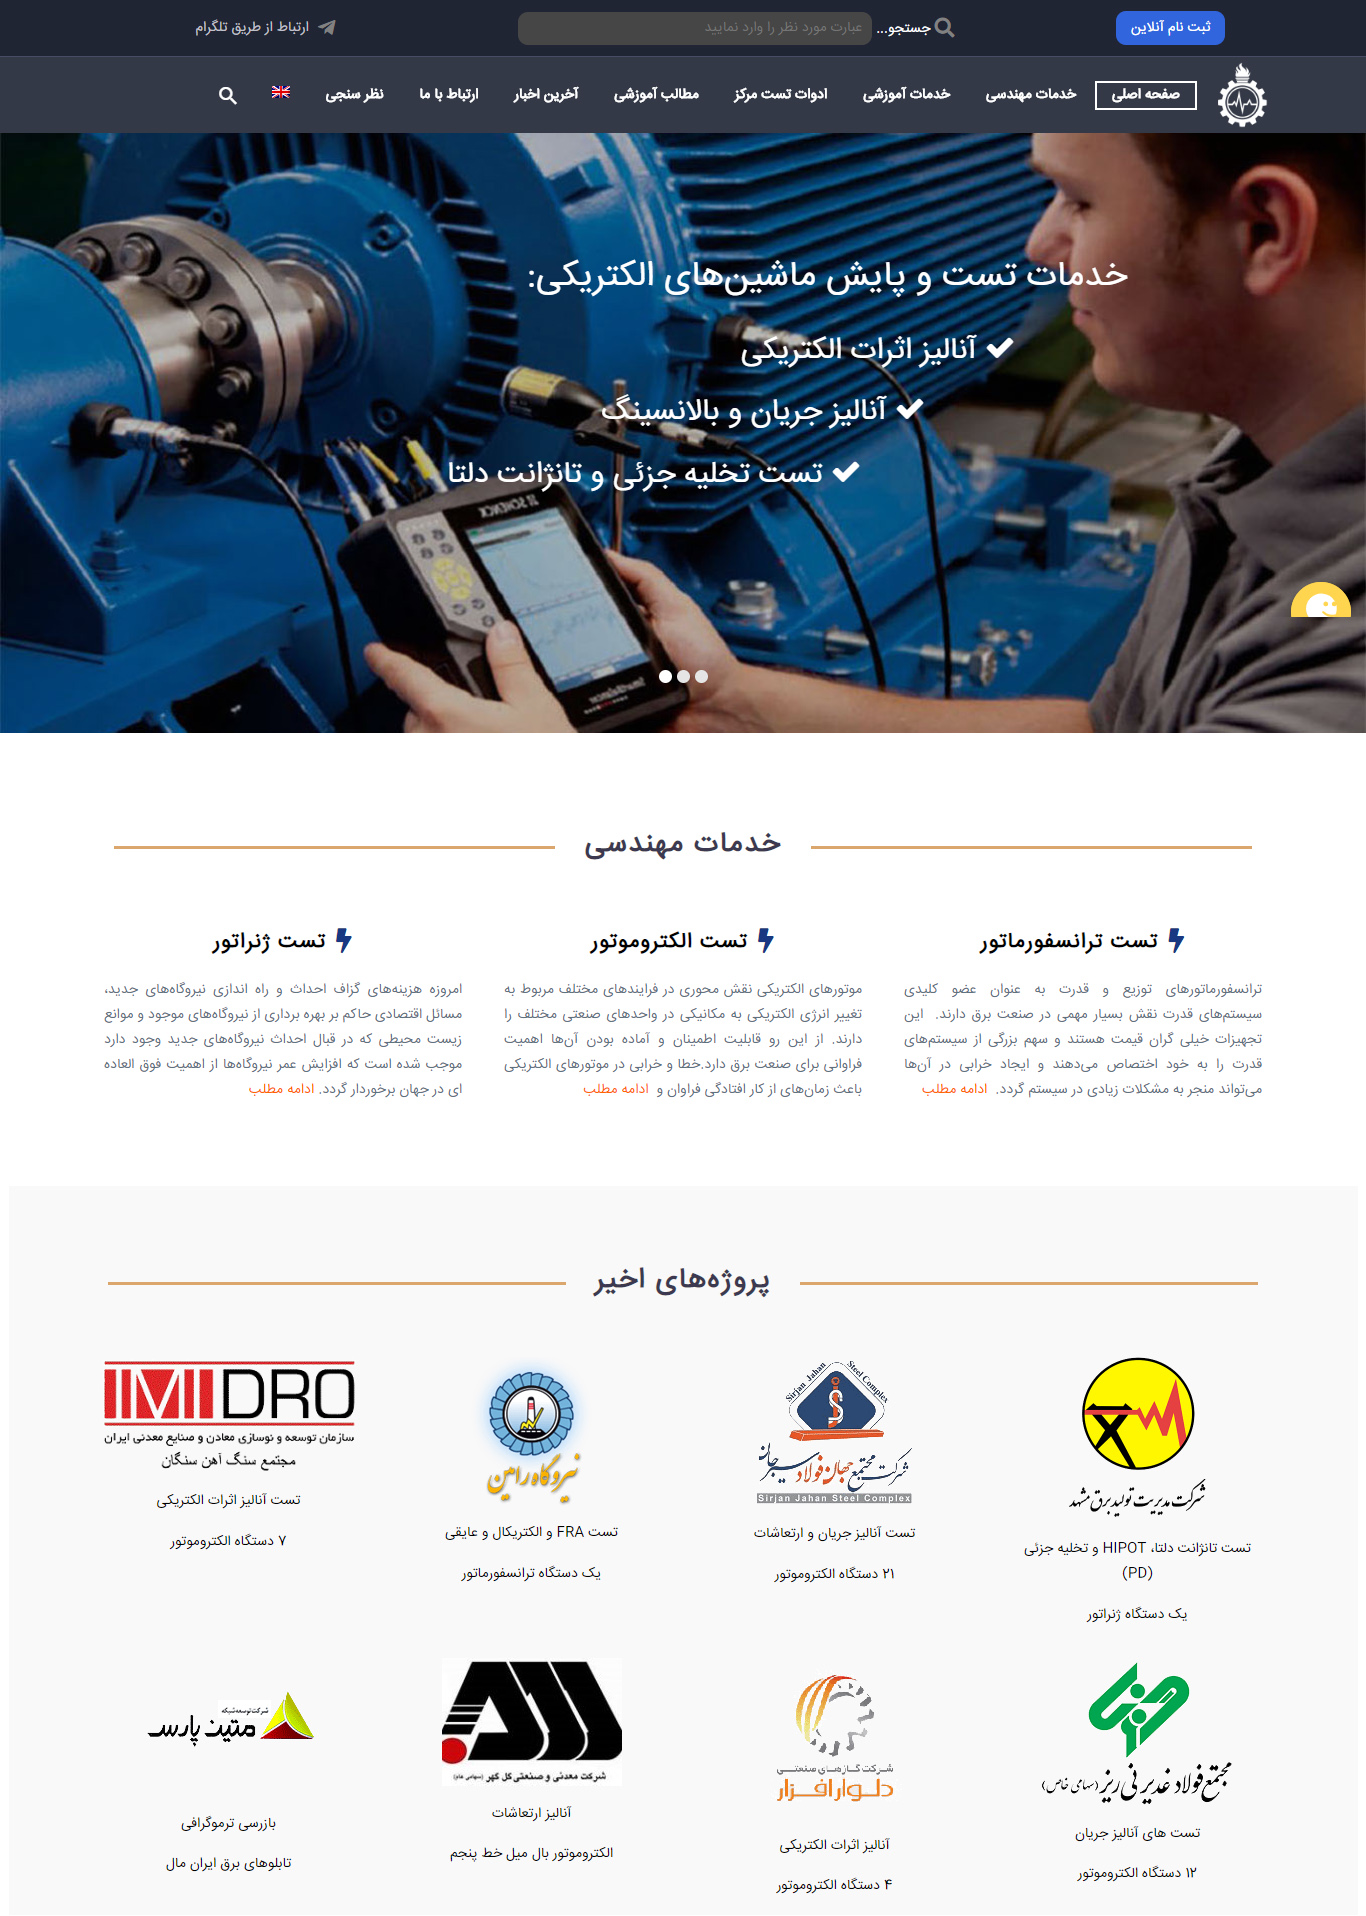 ثبت نام آنلاین
جستجو...
عبارت مورد نظر را وارد نمایید
ارتباط از طریق تلگرام
صفحه اصلی
خدمات مهندسی
خدمات آموزشی
ادوات تست مرکز
مطالب آموزشی
آخرین اخبار
ارتباط با ما
نظر سنجی
خدمات تست و پایش ماشین‌های الکتریکی:
آنالیز اثرات الکتریکی
آنالیز جریان و بالانسینگ
تست تخلیه جزئی و تانژانت دلتا
خدمات مهندسی
تست ترانسفورماتور
ترانسفورماتورهای توزیع و قدرت به عنوان عضو کلیدی
سیستم‌های قدرت نقش بسیار مهمی در صنعت برق دارند. این
تجهیزات خیلی گران قیمت هستند و سهم بزرگی از سیستم‌های
قدرت را به خود اختصاص می‌دهند و ایجاد خرابی در آن‌ها
می‌تواند منجر به مشکلات زیادی در سیستم گردد. ادامه مطلب
تست الکتروموتور
موتورهای الکتریکی نقش محوری در فرایندهای مختلف مربوط به
تغییر انرژی الکتریکی به مکانیکی در واحدهای صنعتی مختلف را
دارند. از این رو قابلیت اطمینان و آماده بودن آن‌ها اهمیت
فراوانی برای صنعت برق دارد.خطا و خرابی در موتورهای الکتریکی
باعث زمان‌های از کار افتادگی فراوان و ادامه مطلب
تست ژنراتور
امروزه هزینه‌های گزاف احداث و راه اندازی نیروگاه‌های جدید،
مسائل اقتصادی حاکم بر بهره برداری از نیروگاه‌های موجود و موانع
زیست محیطی که در قبال احداث نیروگاه‌های جدید وجود دارد
موجب شده است که افزایش عمر نیروگاه‌ها از اهمیت فوق العاده
ای در جهان برخوردار گردد. ادامه مطلب
پروژه‌های اخیر
شرکت مدیریت تولید برق مشهد
تست تانژانت دلتا، HIPOT و تخلیه جزئی
(PD)
یک دستگاه ژنراتور
Sirjan Jahan Steel Complex
شرکت مجتمع جهان فولاد سیرجان
Sirjan Jahan Steel Complex
تست آنالیز جریان و ارتعاشات
۲۱ دستگاه الکتروموتور
نیروگاه رامین
تست FRA و الکتریکال و عایقی
یک دستگاه ترانسفورماتور
IMIDRO
سازمان توسعه و نوسازی معادن و صنایع معدنی ایران
مجتمع سنگ آهن سنگان
تست آنالیز اثرات الکتریکی
۷ دستگاه الکتروموتور
مجتمع فولاد غدیر نی ریز (سهامی خاص)
تست های آنالیز جریان
۱۲ دستگاه الکتروموتور
شرکت گازهای صنعتی
دلوار افزار
آنالیز اثرات الکتریکی
۴ دستگاه الکتروموتور
شرکت معدنی و صنعتی گل گهر (سهامی عام)
آنالیز ارتعاشات
الکتروموتور بال میل خط پنجم
شرکت توسعه شبکه
متین پارسه
بازرسی ترموگرافی
تابلوهای برق ایران مال